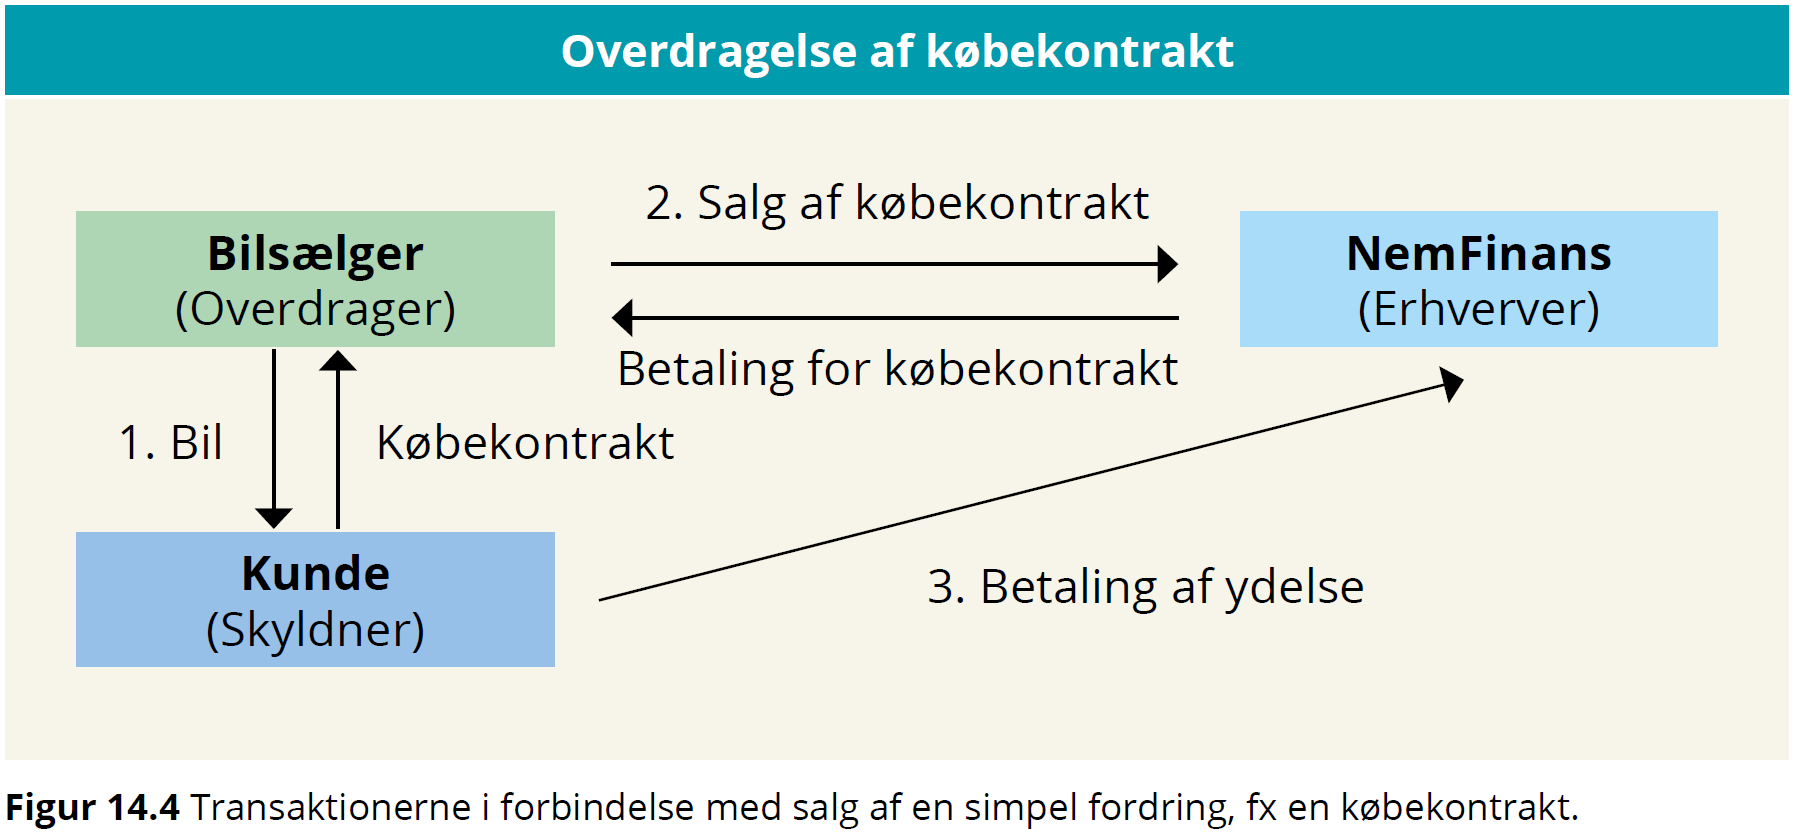 Overdragelse af købekontrakt
2. Salg af købekontrakt
Bilsælger
(Overdrager)
NemFinans
(Erhverver)
Betaling for købekontrakt
1. Bil
Købekontrakt
Kunde
(Skyldner)
3. Betaling af ydelse
Figur 14.4 Transaktionerne i forbindelse med salg af en simpel fordring, fx en købekontrakt.